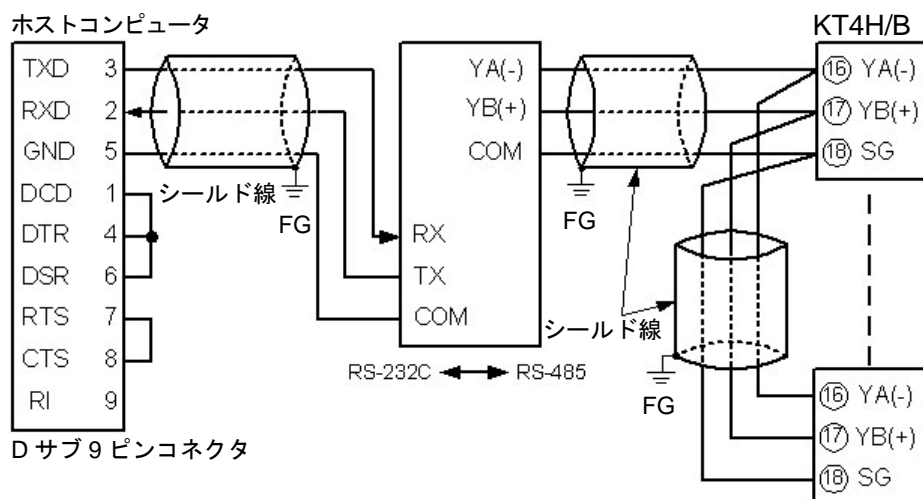 ホストコンピュータ
TXD 3
RXD 2
GND 5
DCD 1
DTR 4
DSR 6
RTS 7
CTS 8
RI 9
D サブ 9 ピンコネクタ
シールド線
FG
YA(-)
YB(+)
COM
RX
TX
COM
RS-232C RS-485
FG
シールド線
FG
KT4H/B
⑯ YA(-)
⑰ YB(+)
⑱ SG
⑯ YA(-)
⑰ YB(+)
⑱ SG